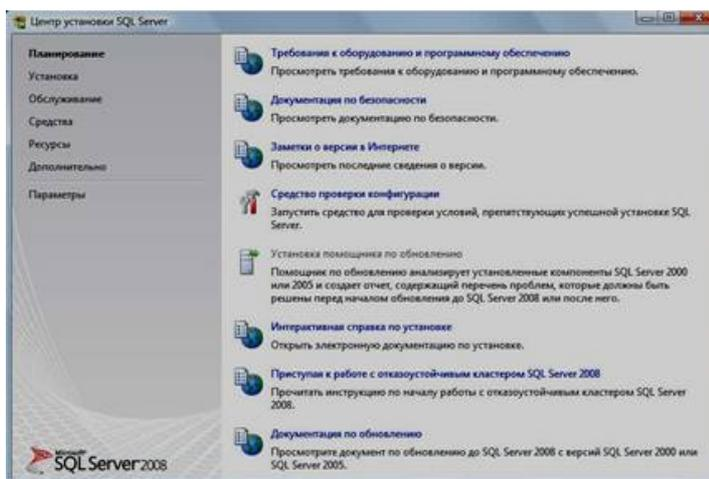 Центр установки SQL Server
Планирование
Установка
Обслуживание
Средства
Ресурсы
Дополнительно
Параметры
Требования к оборудованию и программному обеспечению
Просмотреть требования к оборудованию и программному обеспечению.
Документация по безопасности
Просмотреть документацию по безопасности.
Заметки о версии в Интернете
Просмотреть последние сведения о версии.
Средство проверки конфигурации
Запустить средство для проверки условий, препятствующих успешной установке SQL
Server.
Установка помощника по обновлению
Помощник по обновлению анализирует установленные компоненты SQL Server 2000
или 2005 и создает отчет, содержащий перечень проблем, которые должны быть
решены перед началом обновления до SQL Server 2008 или после него.
Интерактивная справка по установке
Открыть электронную документацию по установке.
Приступая к работе с отказоустойчивым кластером SQL Server 2008
Прочитать инструкцию по началу работы с отказоустойчивым кластером SQL Server
2008.
Документация по обновлению
Просмотрите документ по обновлению до SQL Server 2008 с версий SQL Server 2000 или
SQL Server 2005.
Microsoft
SQL Server 2008